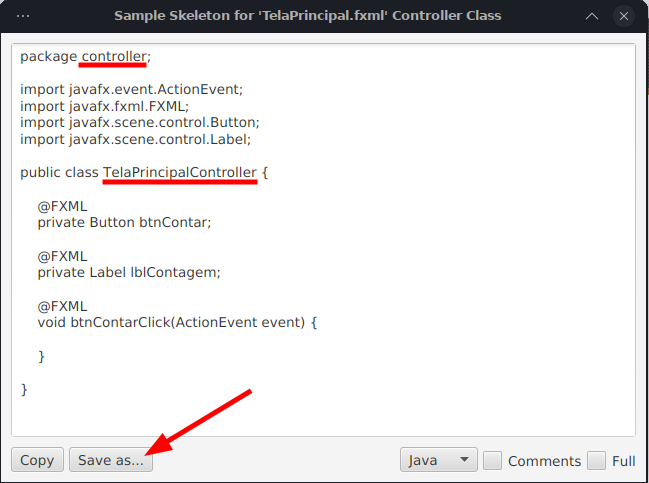 Sample Skeleton for 'TelaPrincipal.fxml' Controller Class
package controller;
import javafx.event.ActionEvent;
import javafx.fxml.FXML;
import javafx.scene.control.Button;
import javafx.scene.control.Label;
public class TelaPrincipalController {
@FXML
private Button btnContar;
@FXML
private Label lblContagem;
@FXML
void btnContarClick(ActionEvent event) {
}
}
Copy Save as... Java Comments Full